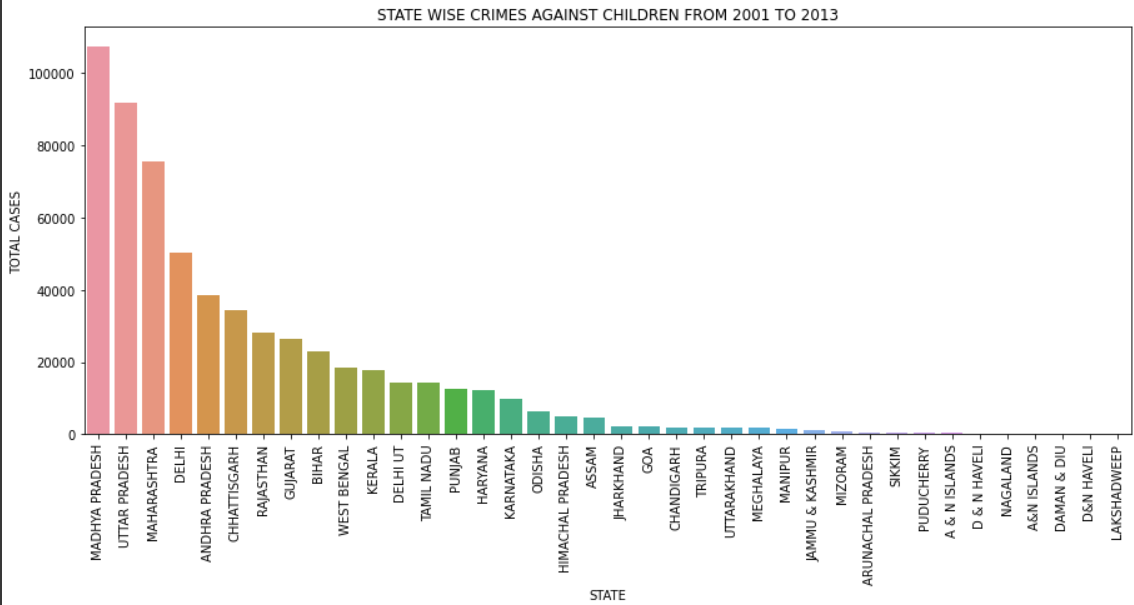 STATE WISE CRIMES AGAINST CHILDREN FROM 2001 TO 2013
TOTAL CASES
100000
80000
60000
40000
20000
0
MADHYA PRADESH
UTTAR PRADESH
MAHARASHTRA
DELHI
ANDHRA PRADESH
CHHATTISGARH
RAJASTHAN
GUJARAT
BIHAR
WEST BENGAL
KERALA
DELHI UT
TAMIL NADU
PUNJAB
HARYANA
KARNATAKA
ODISHA
HIMACHAL PRADESH
ASSAM
JHARKHAND
GOA
CHANDIGARH
TRIPURA
UTTARAKHAND
MEGHALAYA
MANIPUR
JAMMU & KASHMIR
MIZORAM
ARUNACHAL PRADESH
SIKKIM
PUDUCHERRY
A & N ISLANDS
D & N HAVELI
NAGALAND
A&N ISLANDS
DAMAN & DIU
D&N HAVELI
LAKSHADWEEP
STATE